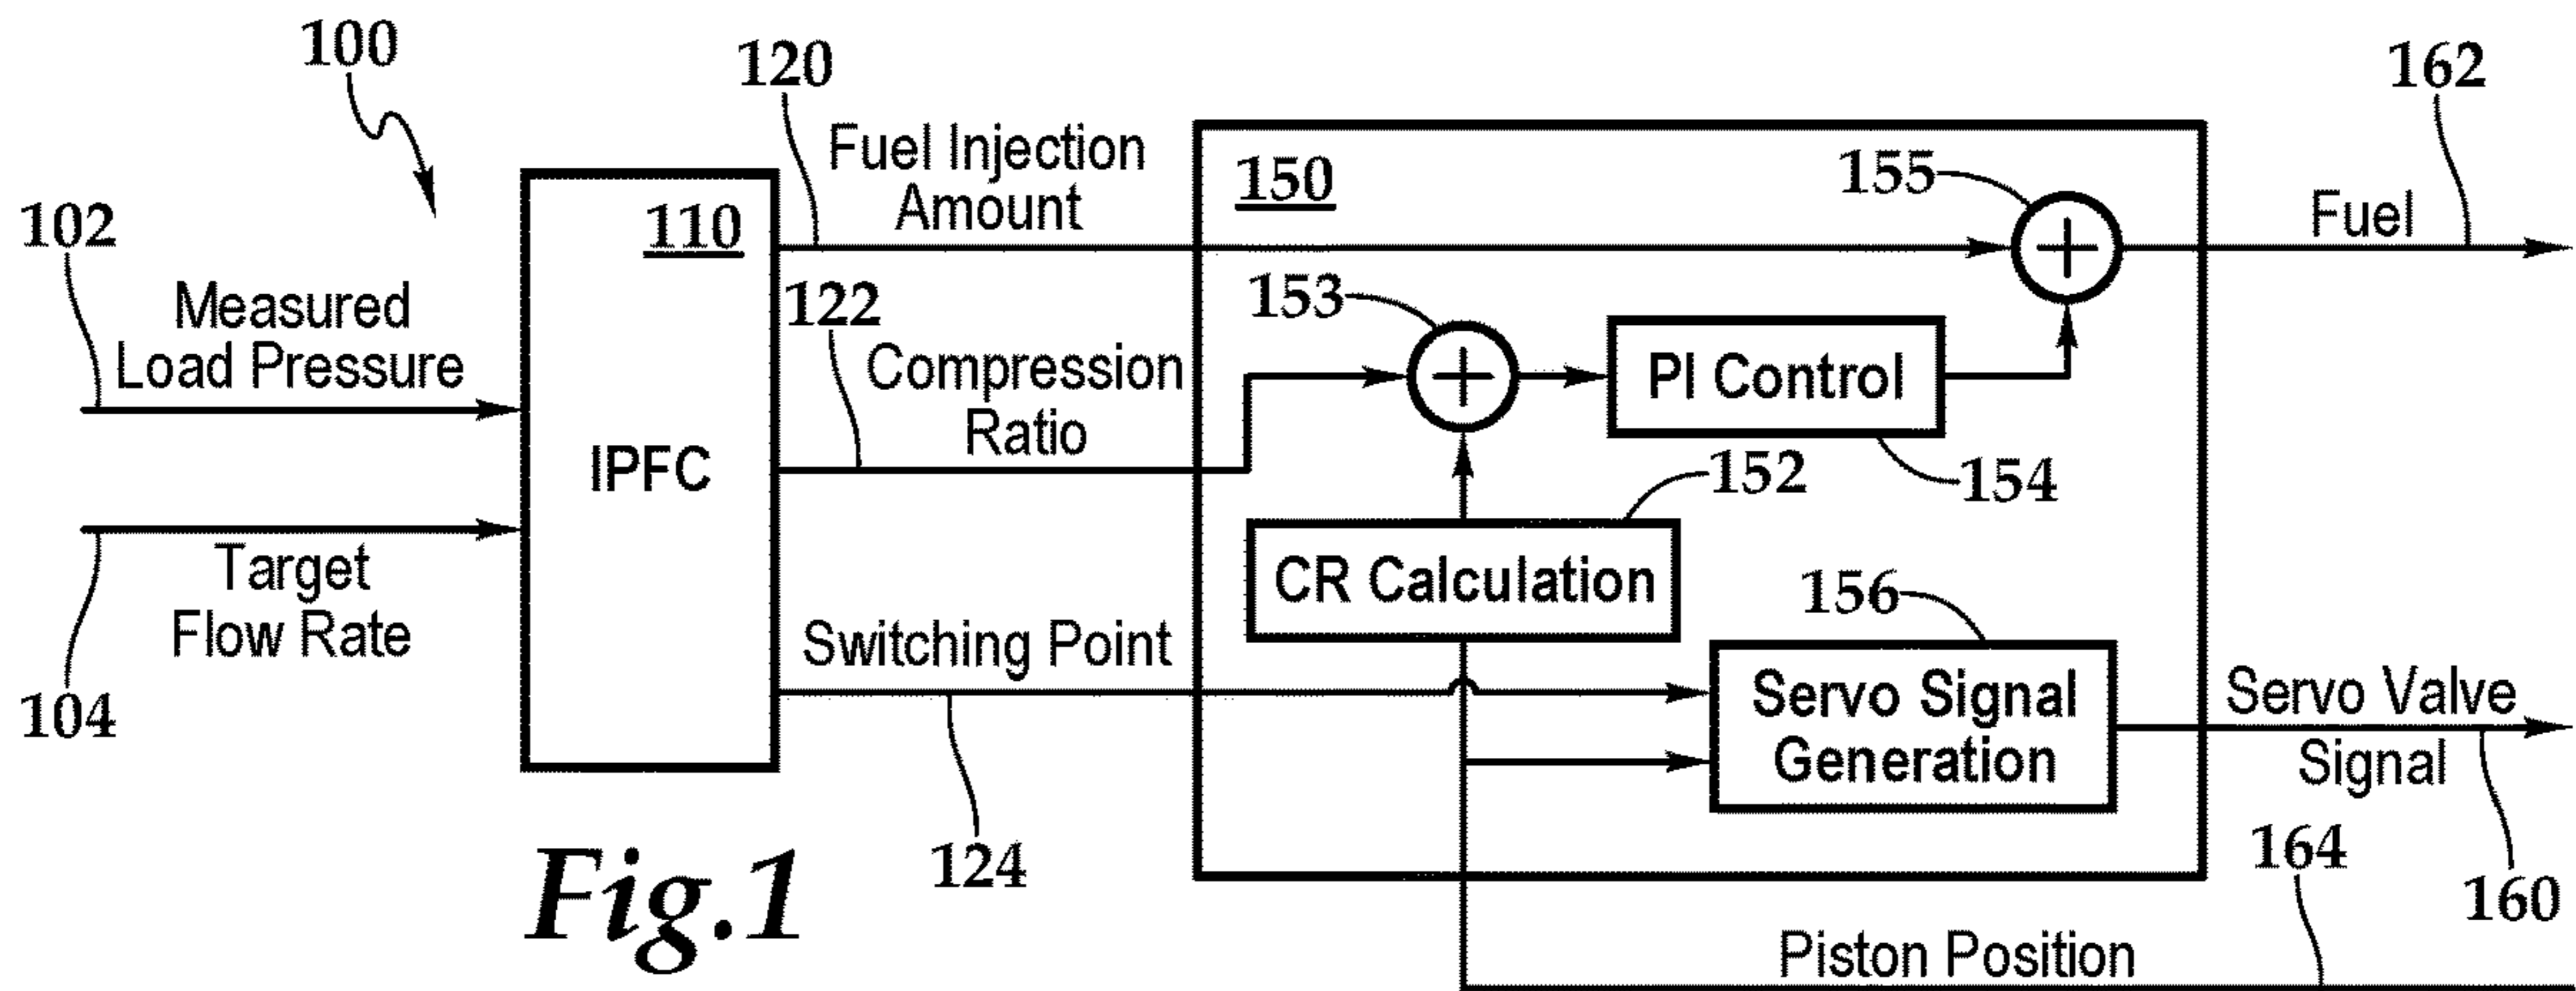 100
120
162
Fuel Injection
Amount
150
155
Fuel
102
110
153
Measured
Load Pressure
122
Compression
Ratio
PI Control
IPFC
152
154
Target
Flow Rate
CR Calculation
156
104
Switching Point
Servo Signal
Generation
Servo Valve
Signal
124
164
160
Fig.1
Piston Position